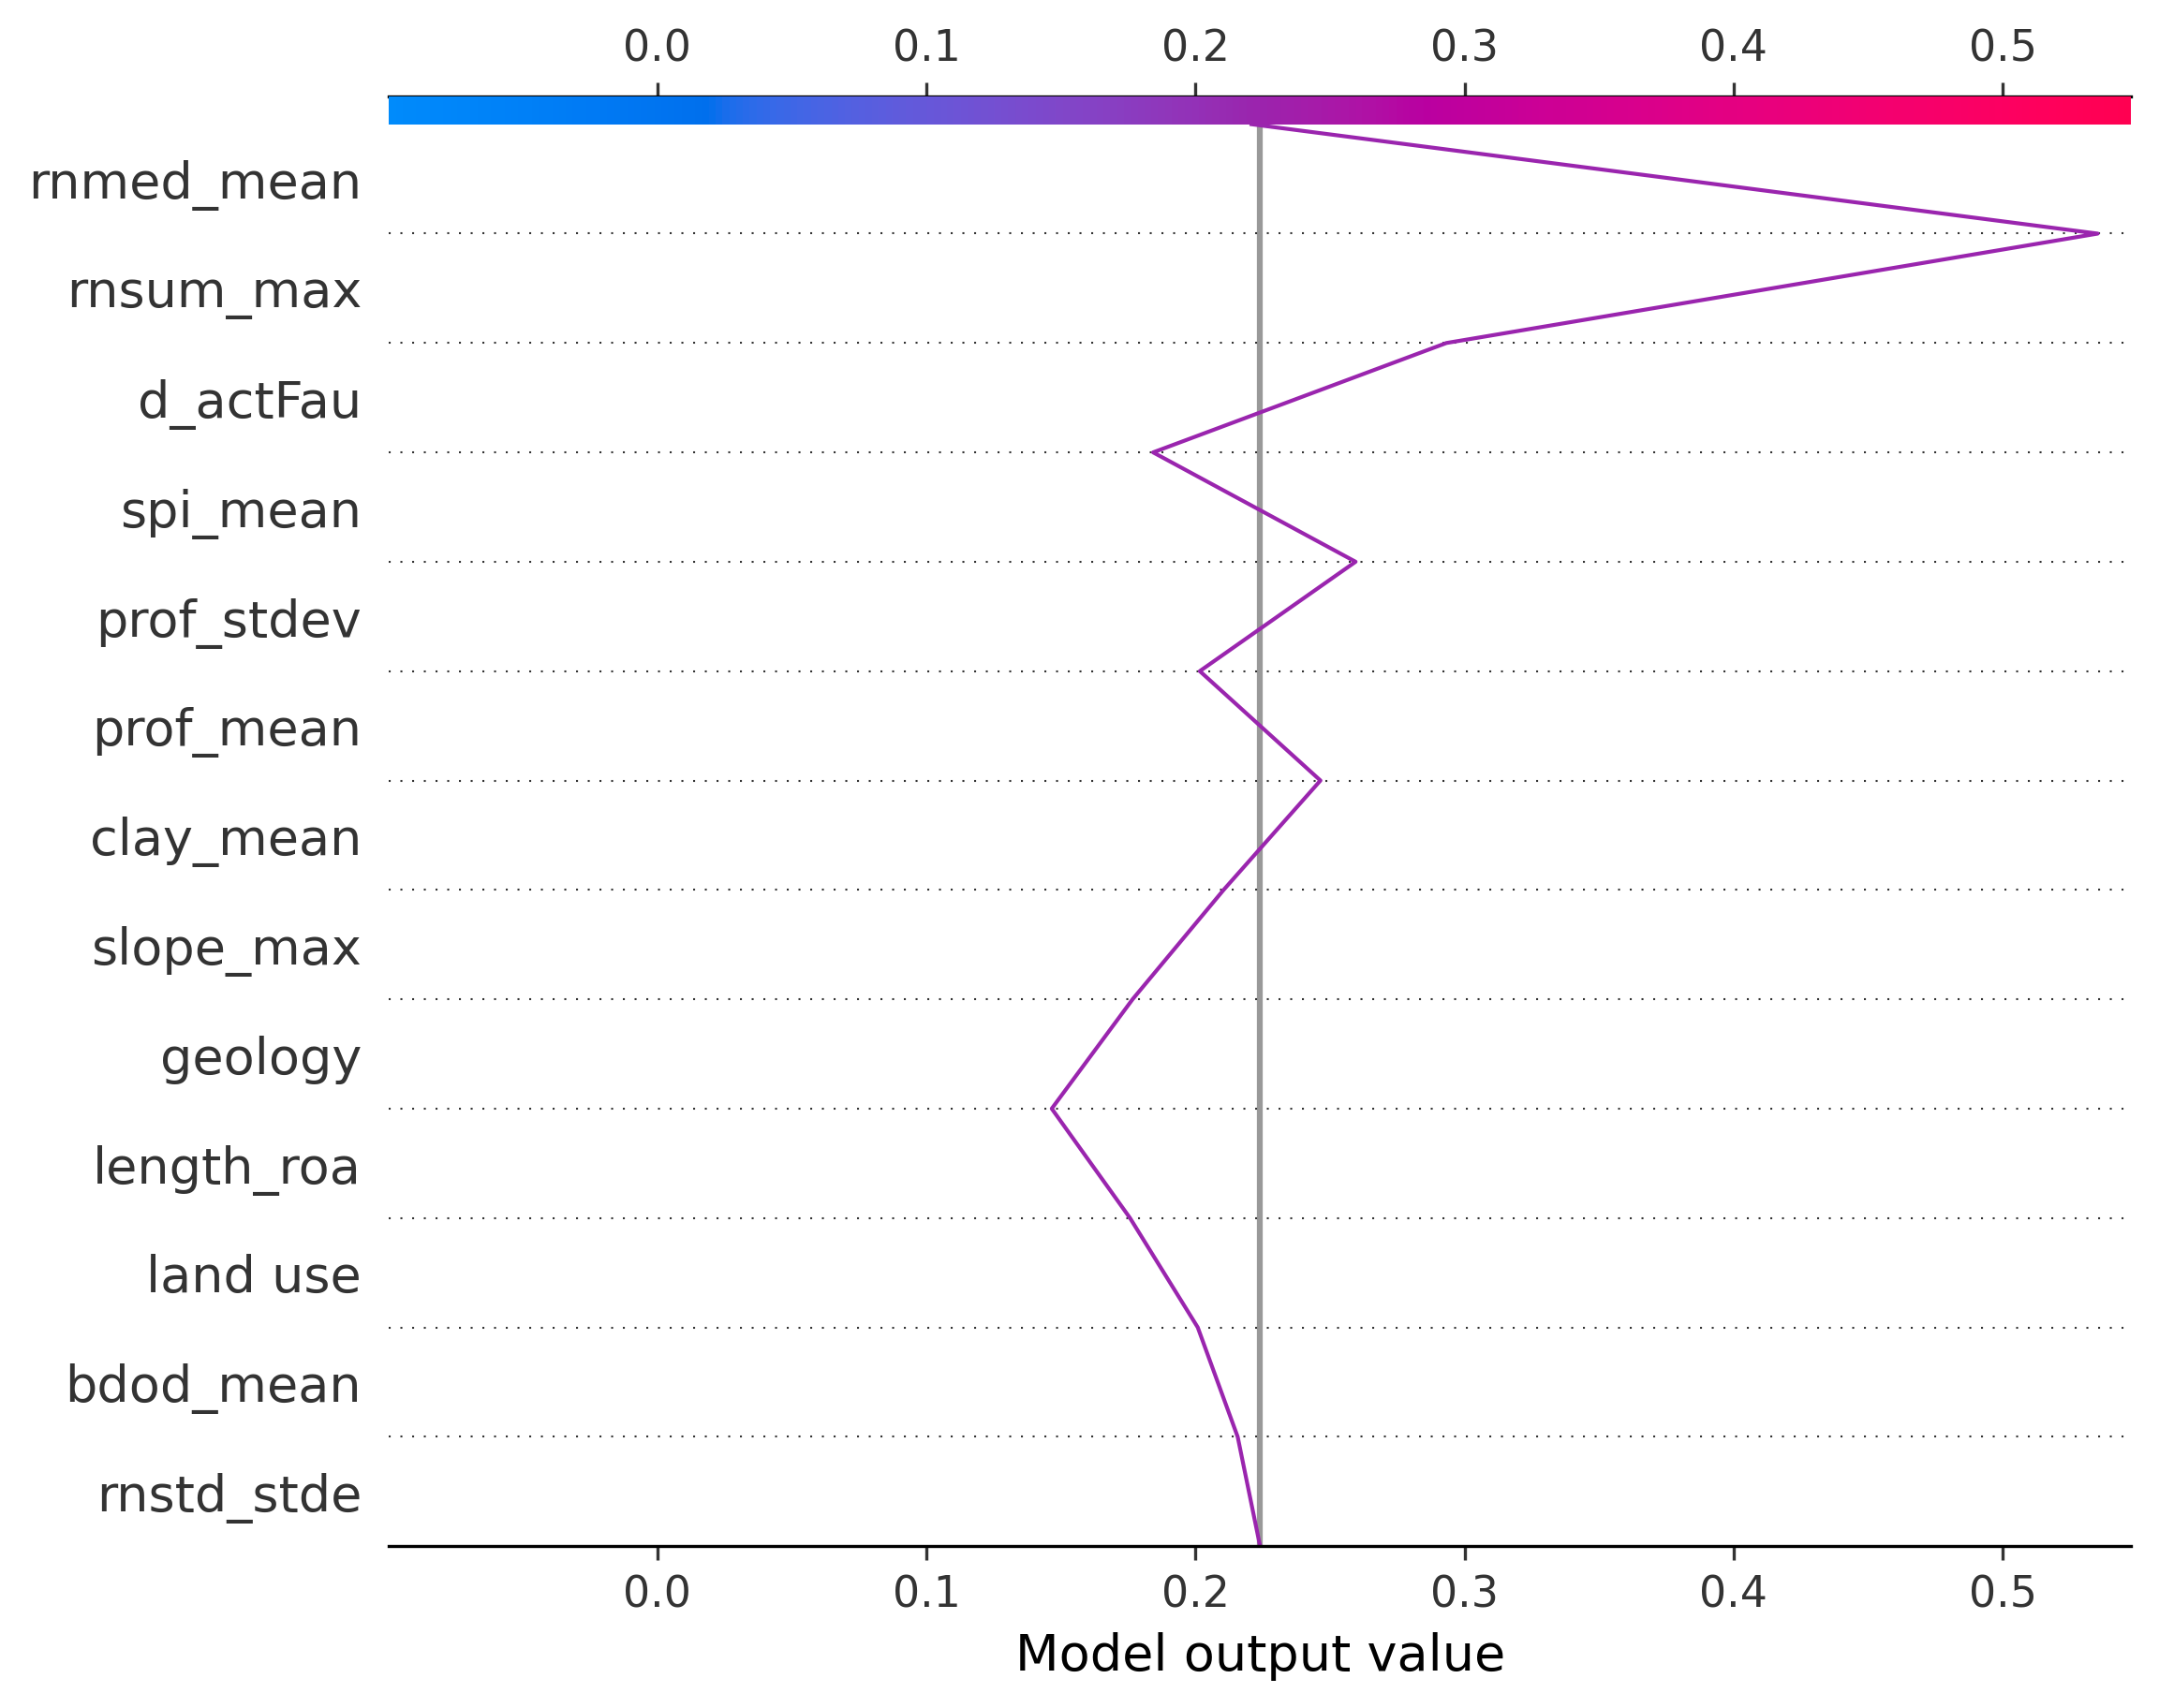 0.0 0.1 0.2 0.3 0.4 0.5
rnmed_mean
rnsum_max
d_actFau
spi_mean
prof_stdev
prof_mean
clay_mean
slope_max
geology
length_roa
land use
bdod_mean
rnstd_stde
0.0 0.1 0.2 0.3 0.4 0.5
Model output value